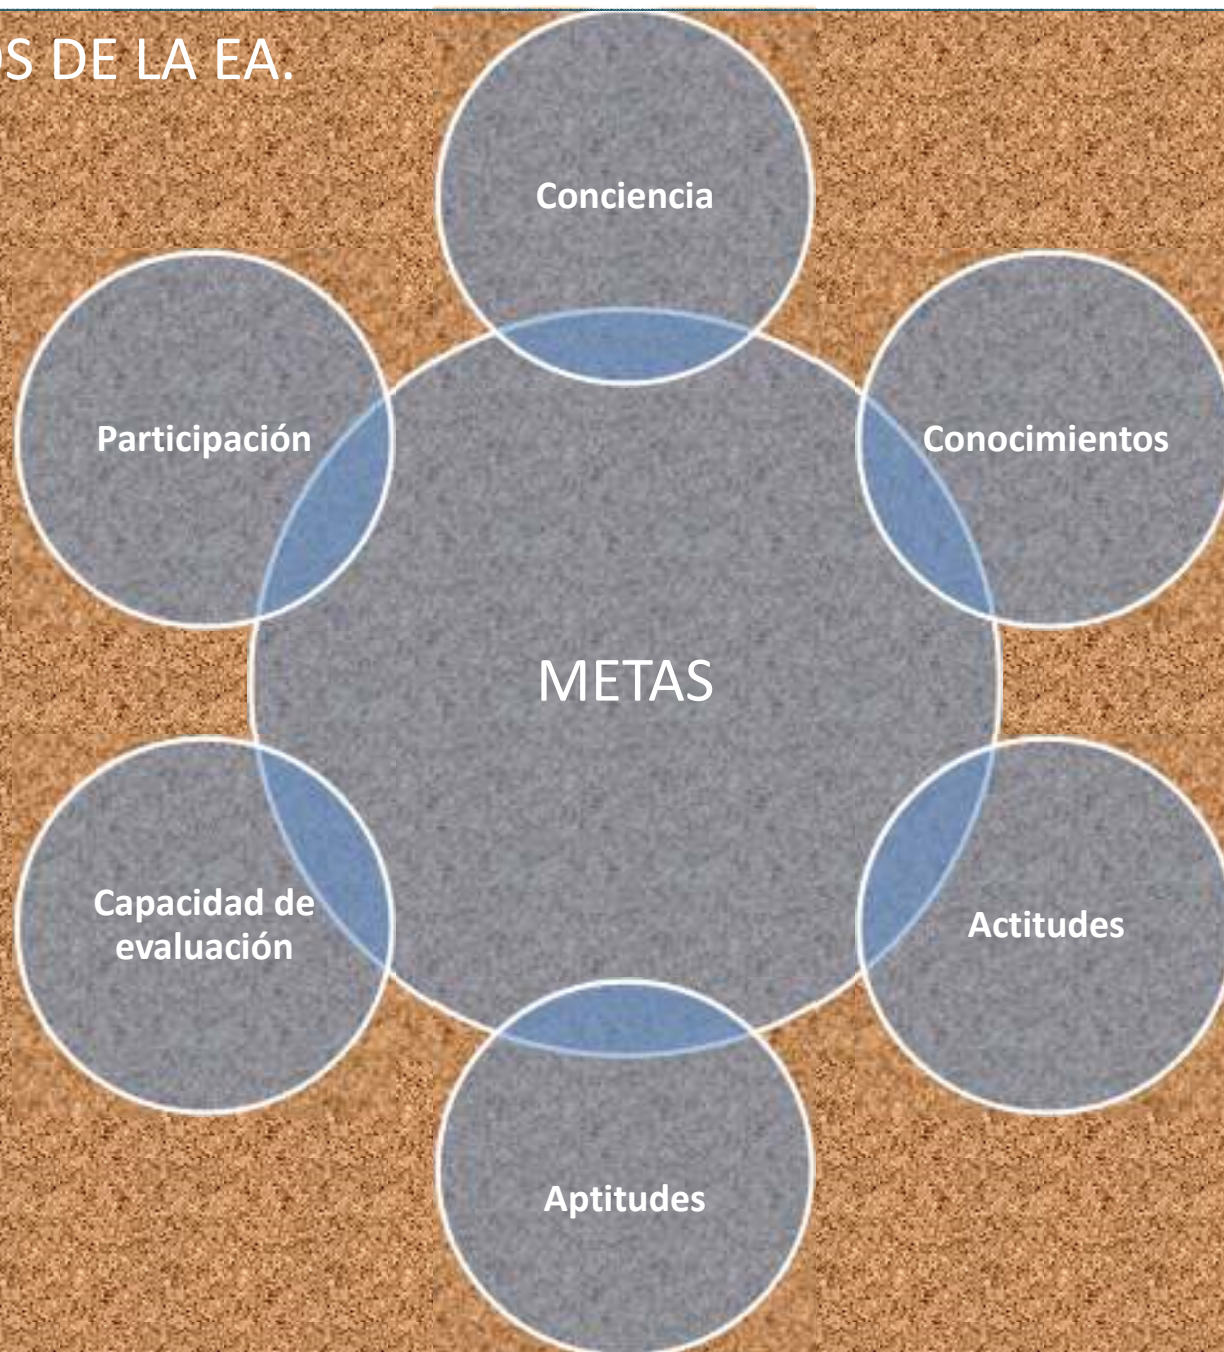 S DE LA EA.
Conciencia
Participación
Conocimientos
METAS
Capacidad de
evaluación
Actitudes
Aptitudes